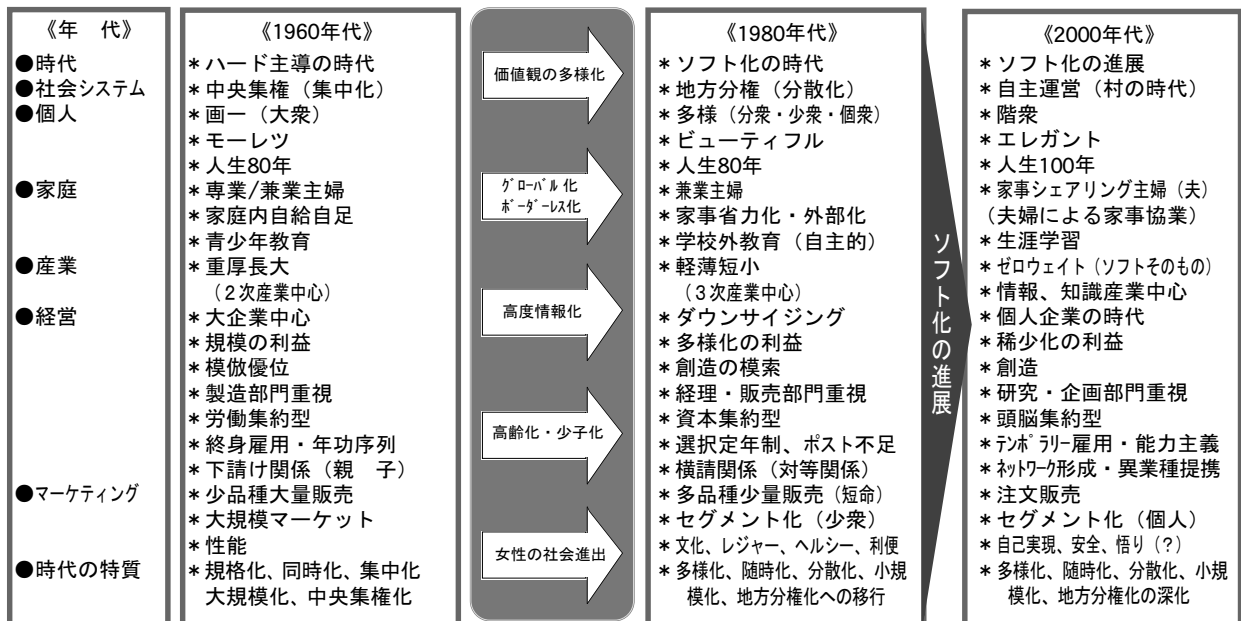 《年　代》
●時代
●社会システム
●個人
●家庭
●産業
●経営
●マーケティング
●時代の特質
《1960年代》
＊ハード主導の時代
＊中央集権（集中化）
＊画一（大衆）
＊モーレツ
＊人生80年
＊専業/兼業主婦
＊家庭内自給自足
＊青少年教育
＊重厚長大
（２次産業中心）
＊大企業中心
＊規模の利益
＊模倣優位
＊製造部門重視
＊労働集約型
＊終身雇用・年功序列
＊下請け関係（親　子）
＊少品種大量販売
＊大規模マーケット
＊性能
＊規格化、同時化、集中化
大規模化、中央集権化
価値観の多様化
ｸﾞﾛｰﾊﾞﾙ化
ﾎﾞｰﾀﾞｰﾚｽ化
高度情報化
高齢化・少子化
女性の社会進出
《1980年代》
＊ソフト化の時代
＊地方分権（分散化）
＊多様（分衆・少衆・個衆）
＊ビューティフル
＊人生80年
＊兼業主婦
＊家事省力化・外部化
＊学校外教育（自主的）
＊軽薄短小
（３次産業中心）
＊ダウンサイジング
＊多様化の利益
＊創造の模索
＊経理・販売部門重視
＊資本集約型
＊選択定年制、ポスト不足
＊横請関係（対等関係）
＊多品種少量販売（短命）
＊セグメント化（少衆）
＊文化、レジャー、ヘルシー、利便
＊多様化、随時化、分散化、小規
模化、地方分権化への移行
ソフト化の進展
《2000年代》
＊ソフト化の進展
＊自主運営（村の時代）
＊階衆
＊エレガント
＊人生100年
＊家事シェアリング主婦（夫）
（夫婦による家事協業）
＊生涯学習
＊ゼロウェイト（ソフトそのもの）
＊情報、知識産業中心
＊個人企業の時代
＊稀少化の利益
＊創造
＊研究・企画部門重視
＊頭脳集約型
＊ﾃﾝﾎﾟﾗﾘｰ雇用・能力主義
＊ﾈｯﾄﾜｰｸ形成・異業種提携
＊注文販売
＊セグメント化（個人）
＊自己実現、安全、悟り（？）
＊多様化、随時化、分散化、小規
模化、地方分権化の深化